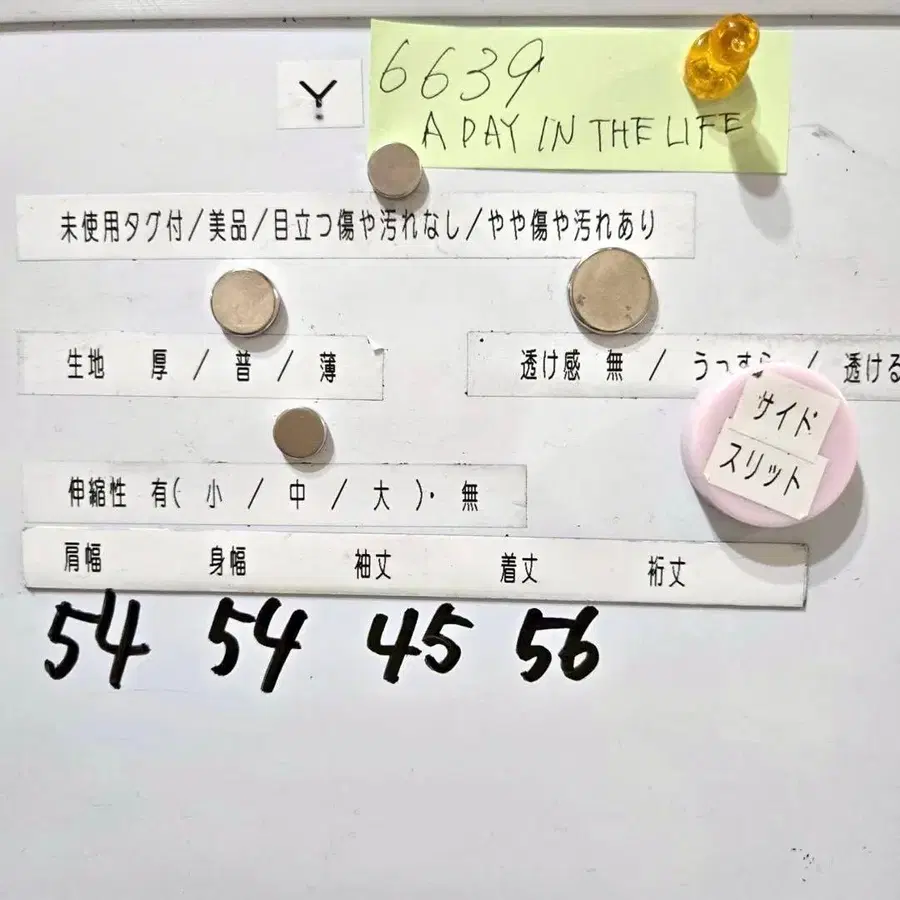 Y
6639
A DAY IN THE LIFE
未使用タグ付/美品/目立つ傷や汚れなし/やや傷や汚れあり
生地 厚 / 普 / 薄
透け感 無 / うっすら / 透ける
サイド
スリット
伸縮性 有( 小 / 中 / 大 )・ 無
肩幅 身幅 袖丈 着丈 裄丈
54 54 45 56